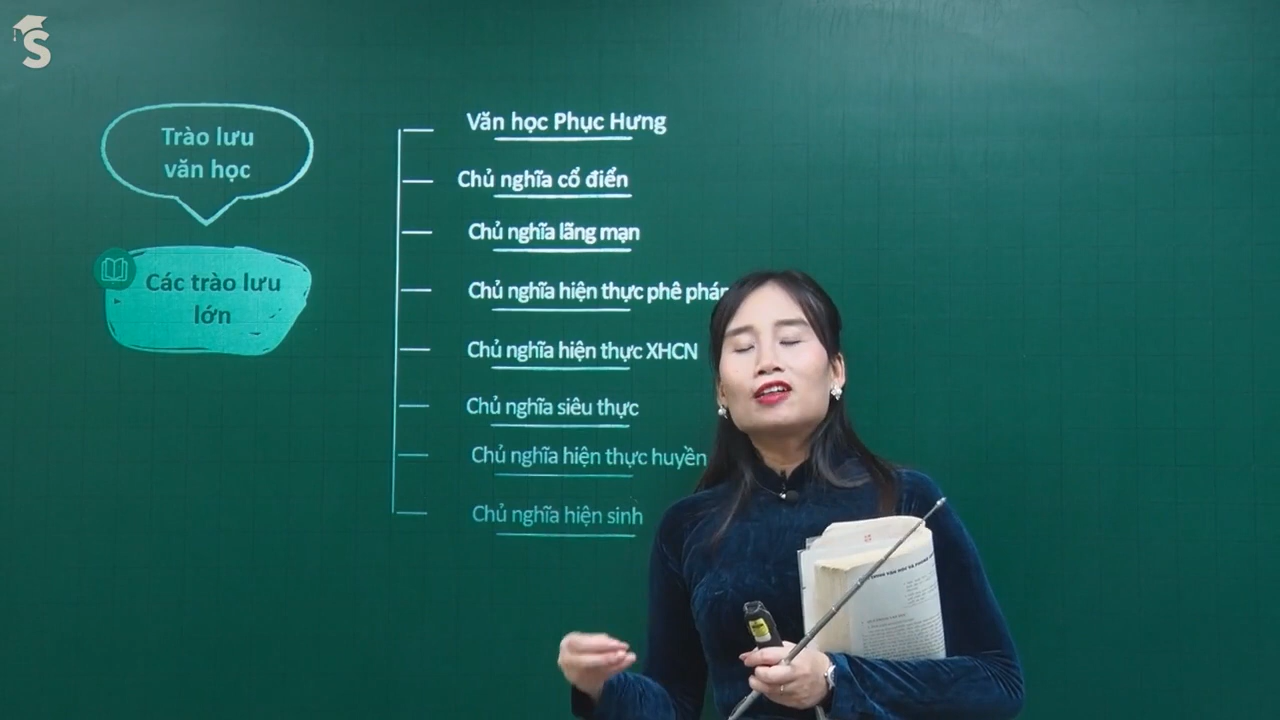 S
Trào lưu
văn học
Các trào lưu
lớn
Văn học Phục Hưng
Chủ nghĩa cổ điển
Chủ nghĩa lãng mạn
Chủ nghĩa hiện thực phê
Chủ nghĩa hiện thực XHCN
Chủ nghĩa siêu thực
Chủ nghĩa hiện thực huyền
Chủ nghĩa hiện sinh